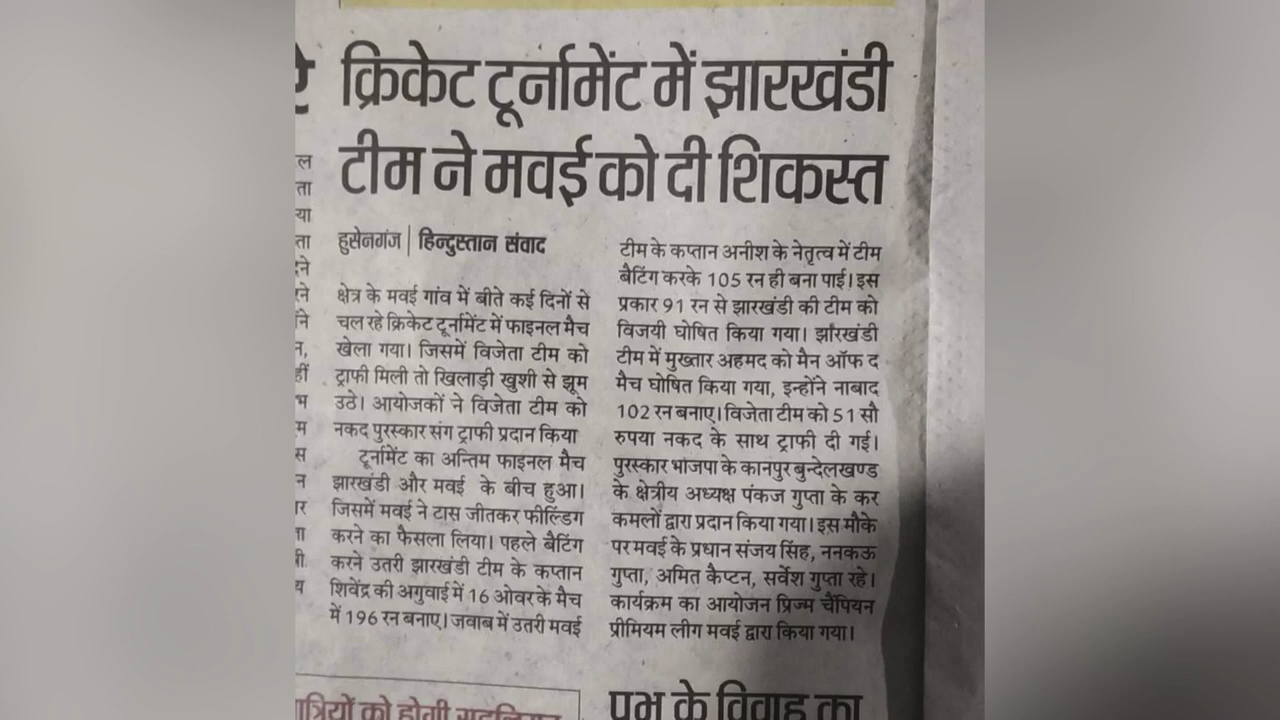 क्रिकेट टूर्नामेंट में झारखंडी
टीम ने मवई को दी शिकस्त
हुसेनगंज | हिन्दुस्तान संवाद
क्षेत्र के मवई गांव में बीते कई दिनों से
चल रहे क्रिकेट टूर्नामेंट में फाइनल मैच
खेला गया। जिसमें विजेता टीम को
ट्राफी मिली तो खिलाड़ी खुशी से झूम
उठे। आयोजकों ने विजेता टीम को
नकद पुरस्कार संग ट्राफी प्रदान किया
टूर्नामेंट का अन्तिम फाइनल मैच
झारखंडी और मवई के बीच हुआ।
जिसमें मवई ने टास जीतकर फील्डिंग
करने का फैसला लिया। पहले बैटिंग
करने उतरी झारखंडी टीम के कप्तान
शिवेंद्र की अगुवाई में 16 ओवर के मैच
में 196 रन बनाए। जवाब में उतरी मवई
टीम के कप्तान अनीश के नेतृत्व में टीम
बैटिंग करके 105 रन ही बना पाई। इस
प्रकार 91 रन से झारखंडी की टीम को
विजयी घोषित किया गया। झाँरखंडी
टीम में मुख्तार अहमद को मैन ऑफ द
मैच घोषित किया गया, इन्होंने नाबाद
102 रन बनाए। विजेता टीम को 51 सौ
रुपया नकद के साथ ट्राफी दी गई।
पुरस्कार भाजपा के कानपुर बुन्देलखण्ड
के क्षेत्रीय अध्यक्ष पंकज गुप्ता के कर
कमलों द्वारा प्रदान किया गया। इस मौके
पर मवई के प्रधान संजय सिंह, ननकऊ
गुप्ता, अमित कैप्टन, सर्वेश गुप्ता रहे।
कार्यक्रम का आयोजन प्रिज्म चैंपियन
प्रीमियम लीग मवई द्वारा किया गया।
को होगी
के विवाह का